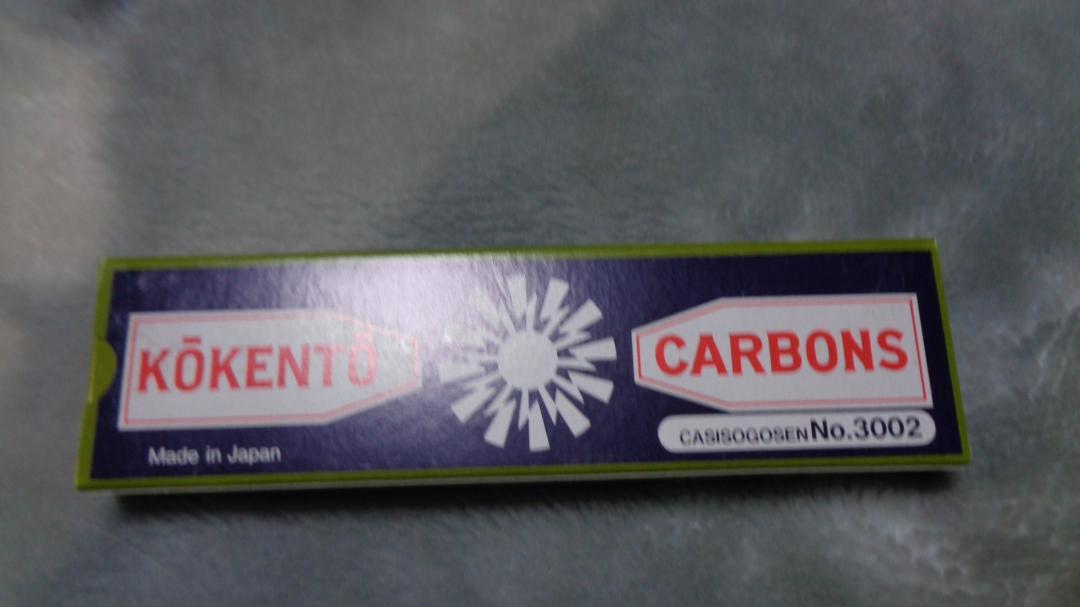 KŌKENTŌ
CARBONS
CASISOGOSEN No.3002
Made in Japan